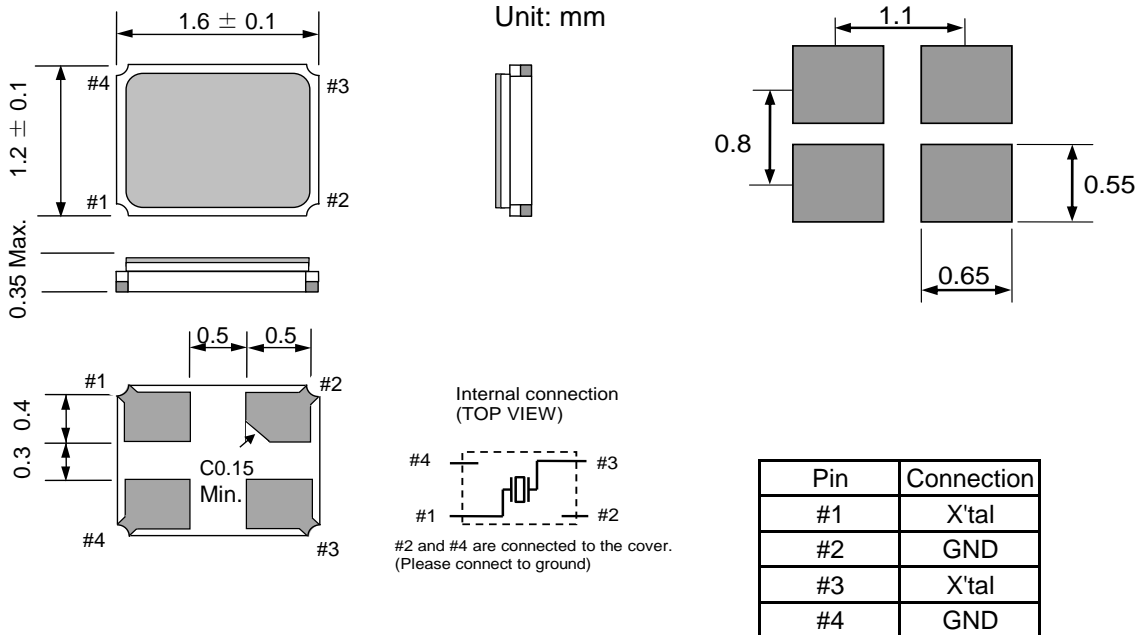 Unit: mm
1.6 ± 0.1
#4
#3
1.2 ± 0.1
#1
#2
0.35 Max.
1.1
0.8
0.55
0.65
0.5
0.5
#1
#2
0.4
0.3
C0.15
Min.
#4
#3
Internal connection
(TOP VIEW)
#4
#3
#1
#2
#2 and #4 are connected to the cover.
(Please connect to ground)
Pin Connection
#1 X'tal
#2 GND
#3 X'tal
#4 GND